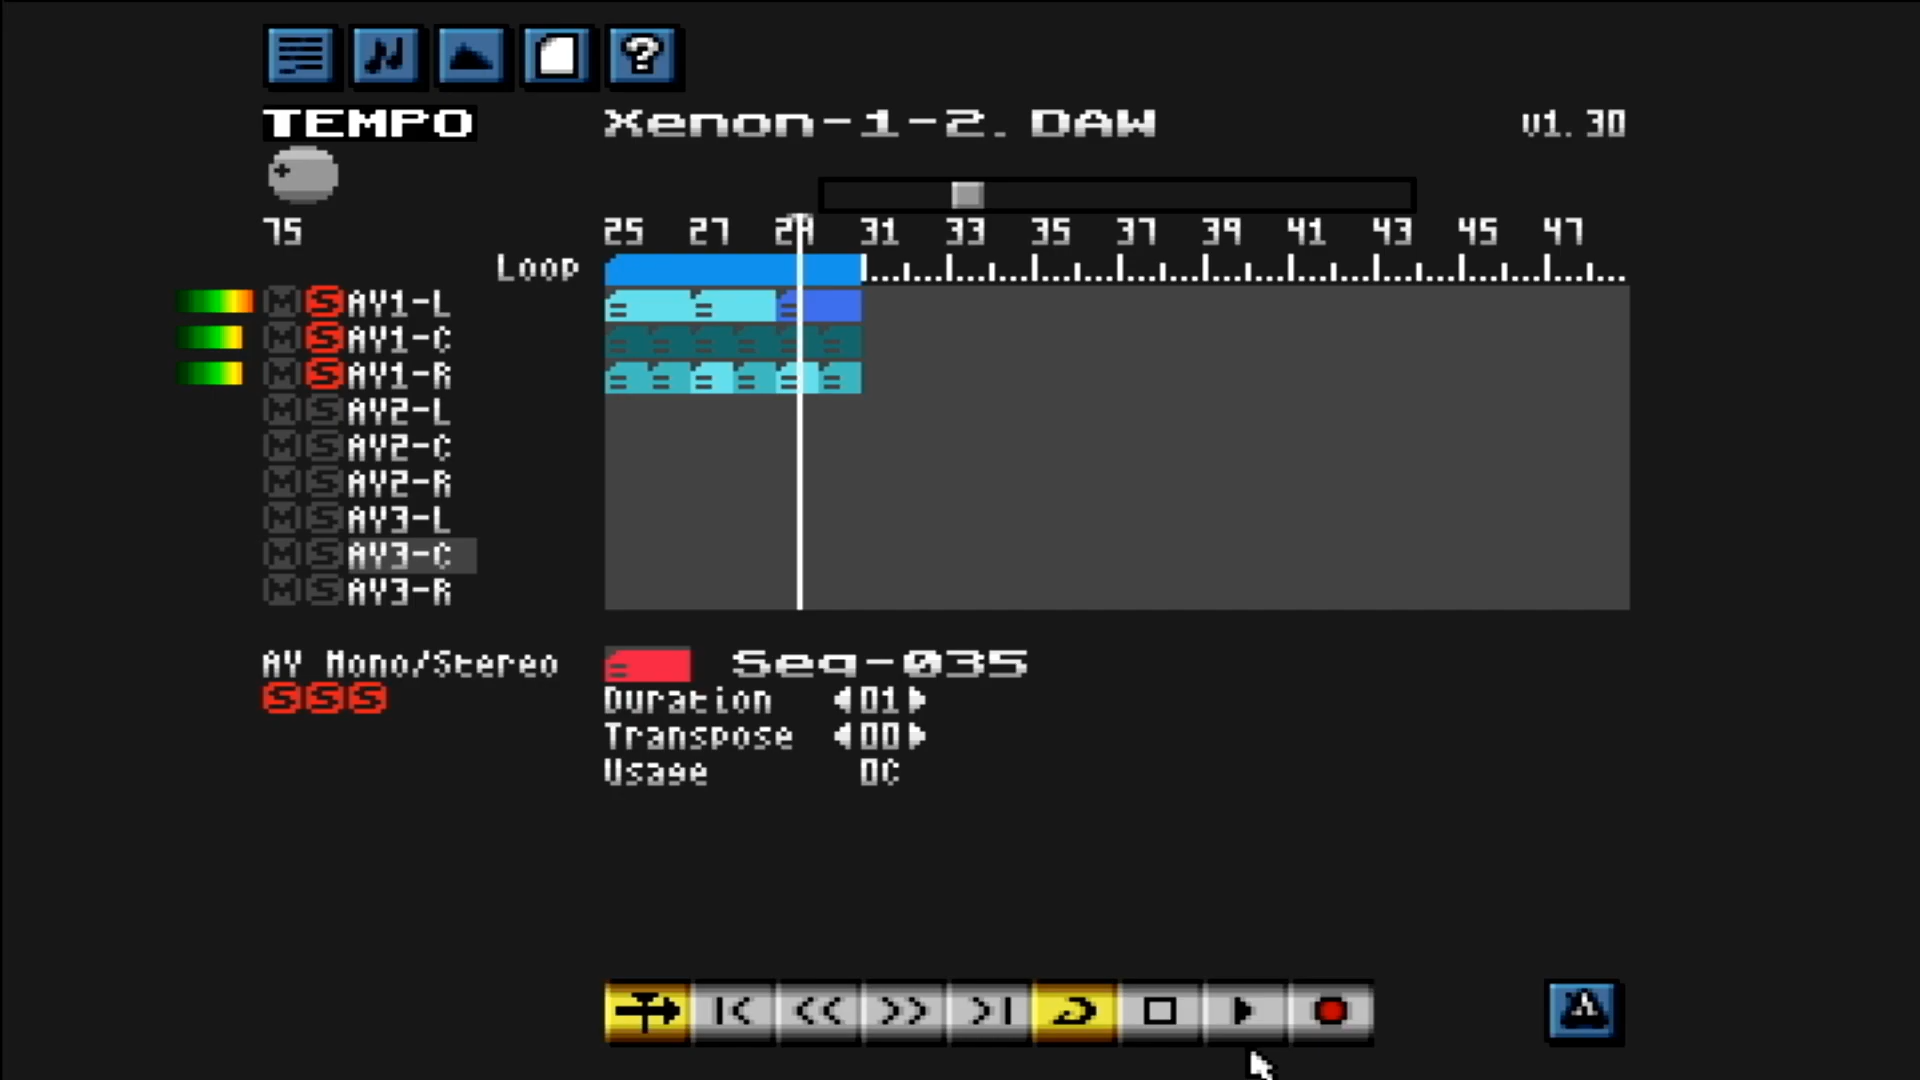 ?
TEMPO Xenon-1-2. DAW v1. 30
75 25 27 29 31 33 35 37 39 41 43 45 47
Loop
M S AY1-L
M S AY1-C
M S AY1-R
M S AY2-L
M S AY2-C
M S AY2-R
M S AY3-L
M S AY3-C
M S AY3-R
AY Mono/Stereo Seq-035
SSS Duration 01
Transpose 00
Usage 0C